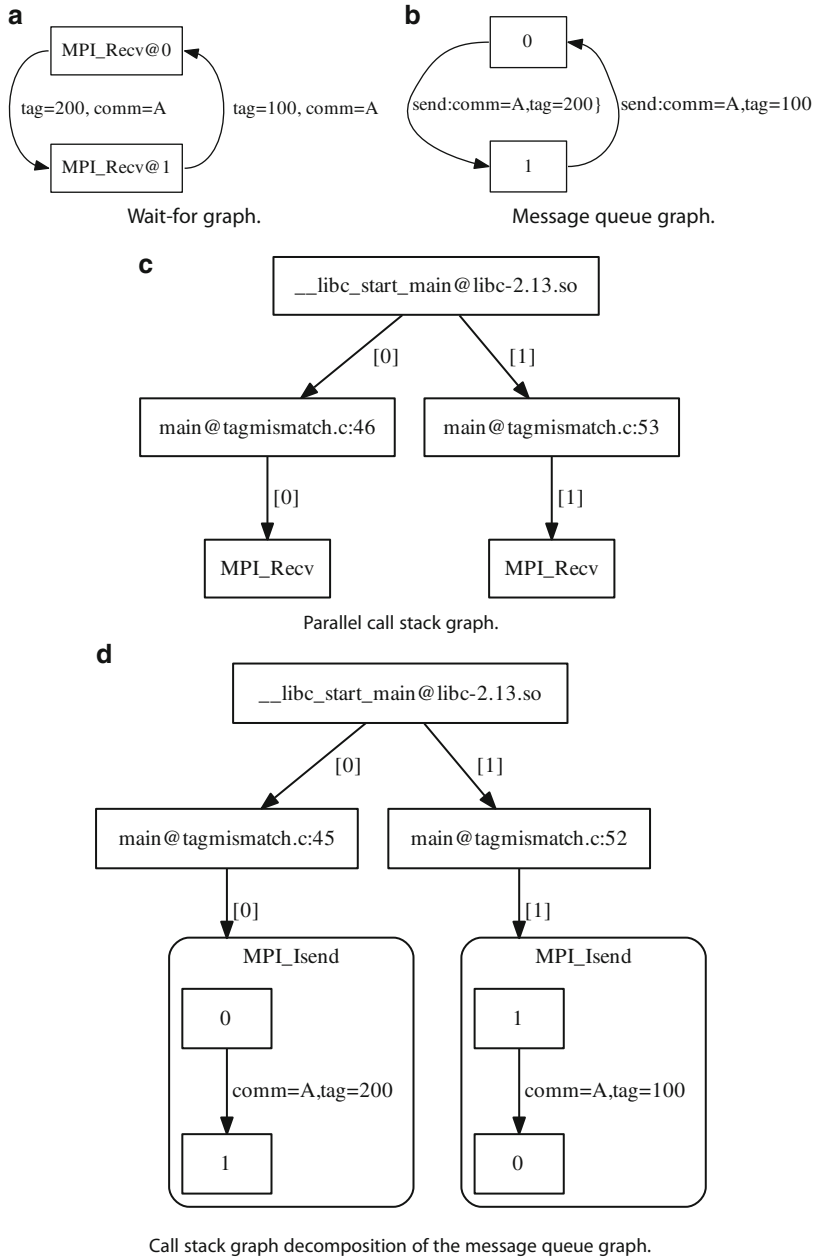 a
MPI_Recv@0
tag=200, comm=A
tag=100, comm=A
MPI_Recv@1
Wait-for graph.
b
0
send:comm=A,tag=200}
send:comm=A,tag=100
1
Message queue graph.
c
__libc_start_main@libc-2.13.so
[0]
[1]
main@tagmismatch.c:46
main@tagmismatch.c:53
[0]
[1]
MPI_Recv
MPI_Recv
Parallel call stack graph.
d
__libc_start_main@libc-2.13.so
[0]
[1]
main@tagmismatch.c:45
main@tagmismatch.c:52
[0]
[1]
MPI_Isend
0
comm=A,tag=200
1
MPI_Isend
1
comm=A,tag=100
0
Call stack graph decomposition of the message queue graph.